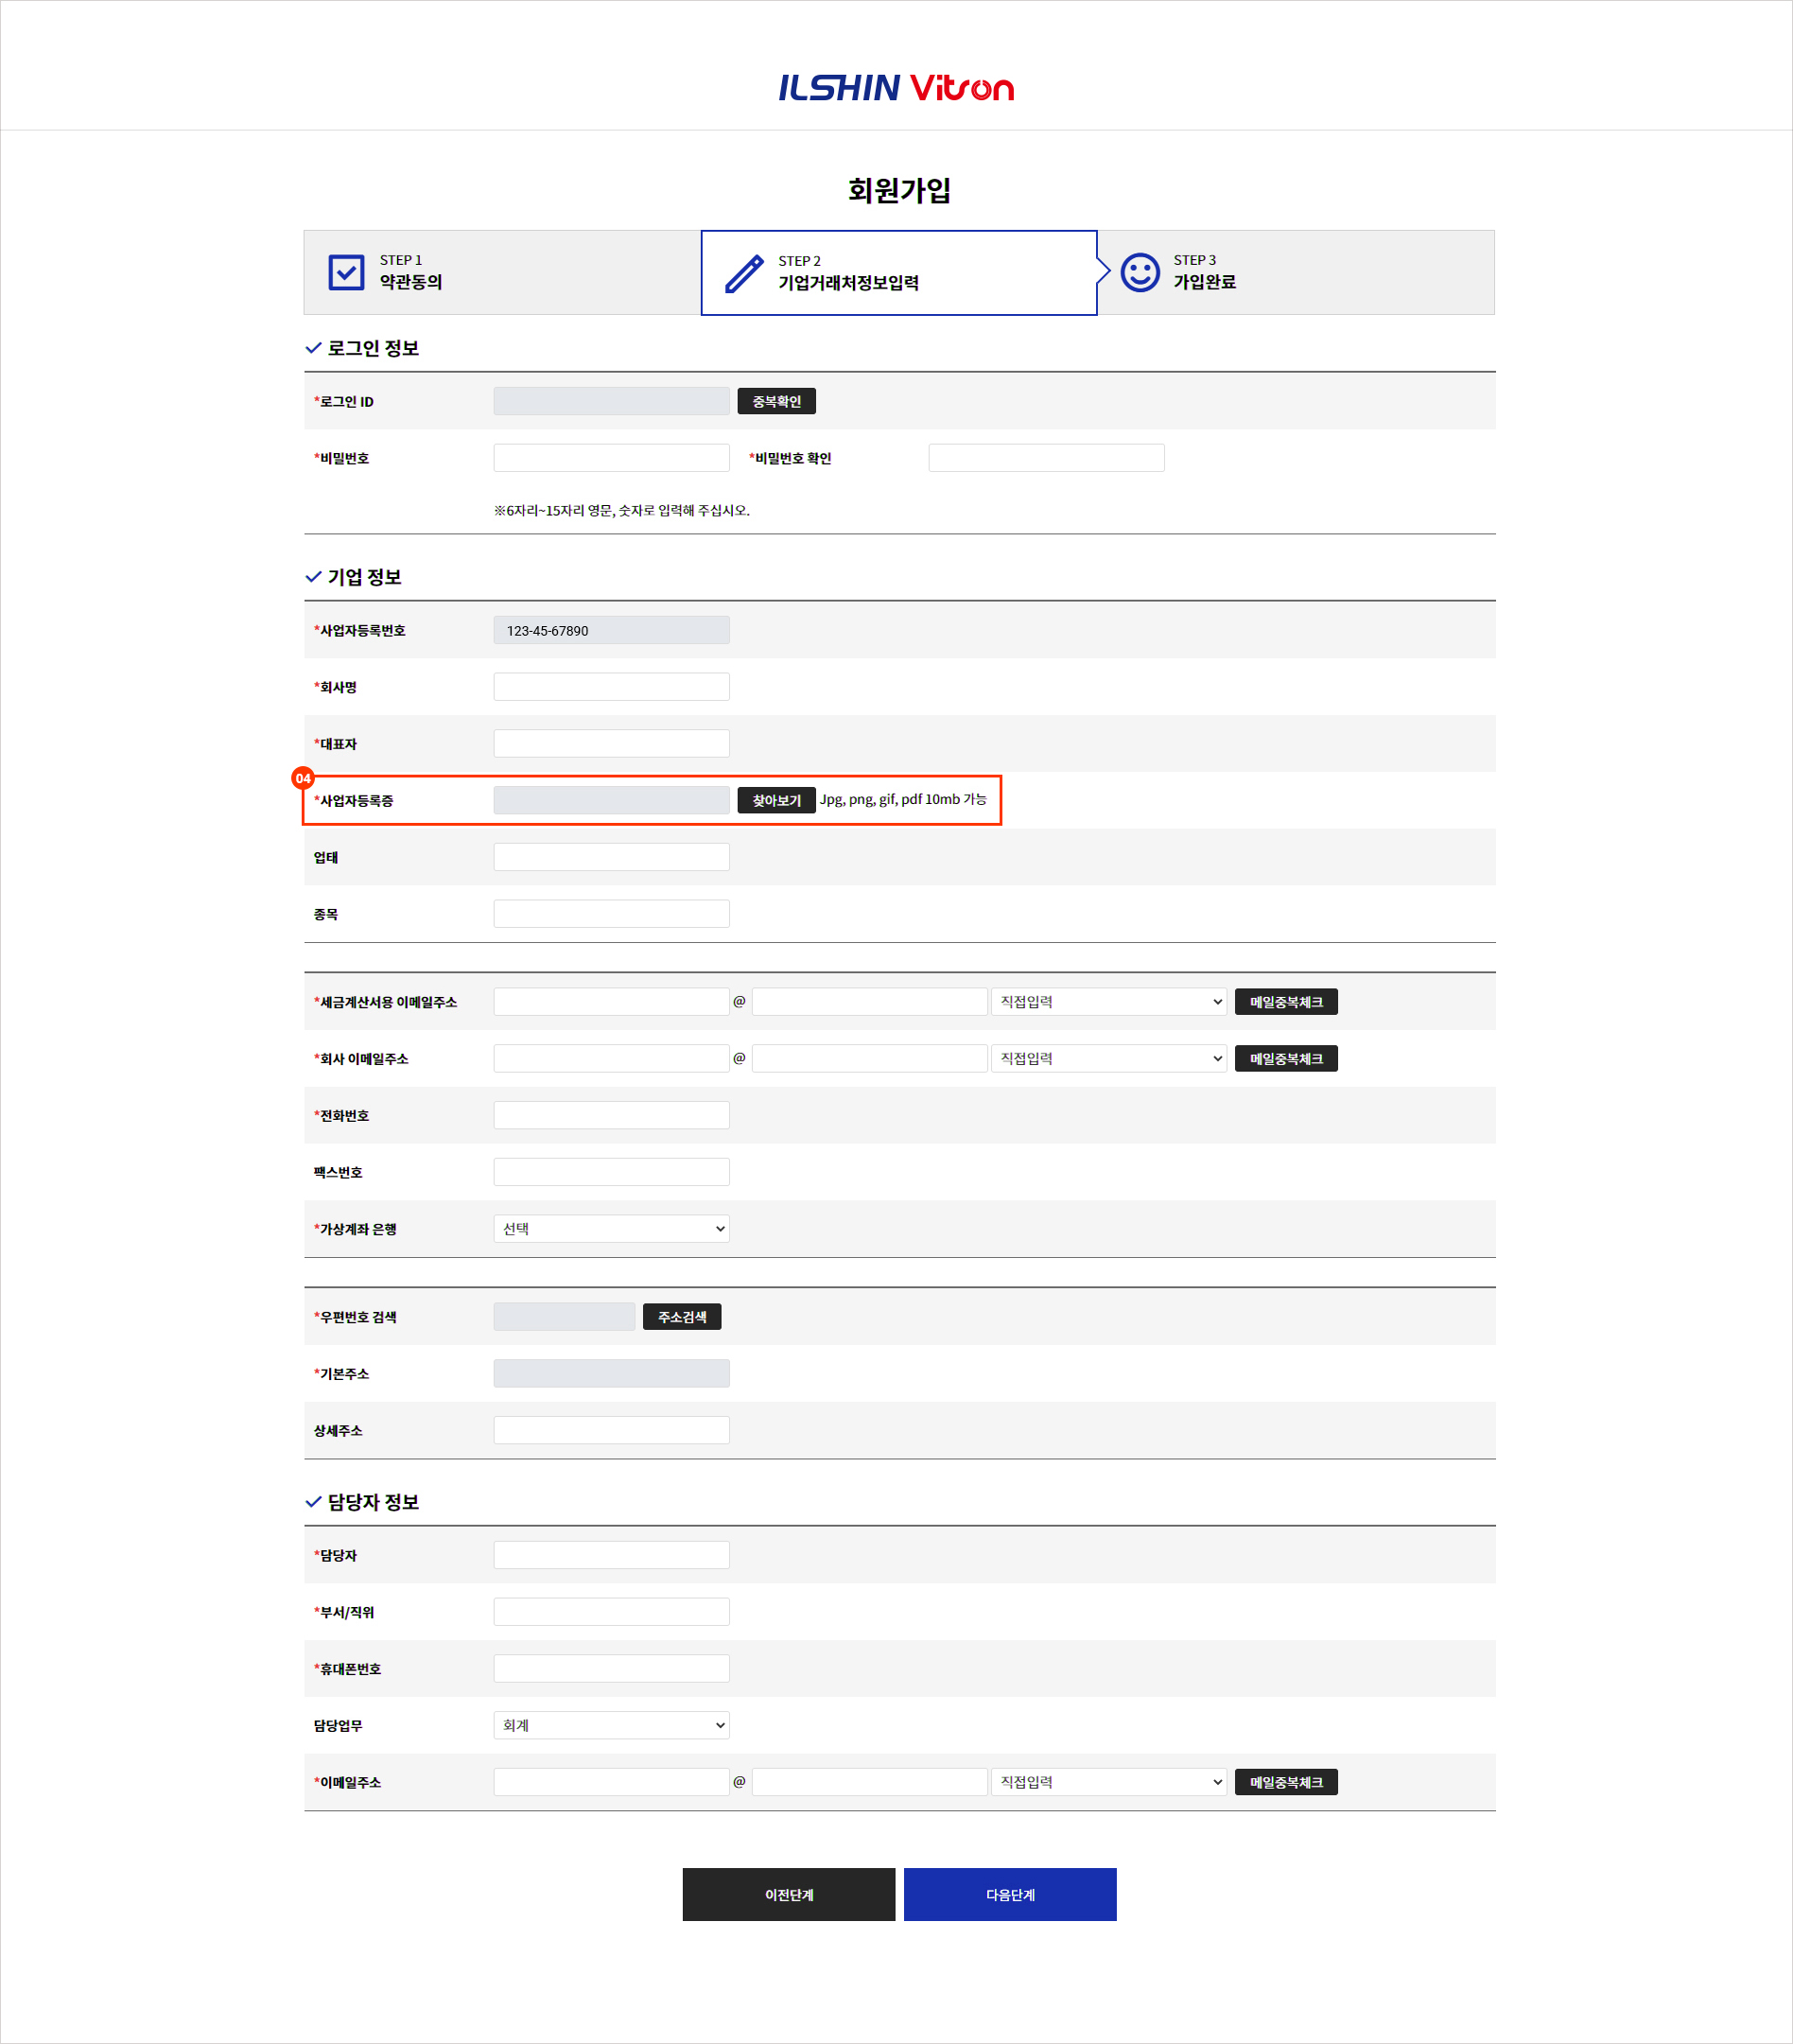 ILSHIN Vitron
회원가입
STEP 1
약관동의
STEP 2
기업거래처정보입력
STEP 3
가입완료
로그인 정보
*로그인 ID 중복확인
*비밀번호 *비밀번호 확인
※6자리~15자리 영문, 숫자로 입력해 주십시오.
기업 정보
*사업자등록번호 123-45-67890
*회사명
*대표자
04
*사업자등록증 찾아보기 Jpg, png, gif, pdf 10mb 가능
업태
종목
*세금계산서용 이메일주소 @ 직접입력 메일중복체크
*회사 이메일주소 @ 직접입력 메일중복체크
*전화번호
팩스번호
*가상계좌 은행 선택
*우편번호 검색 주소검색
*기본주소
상세주소
담당자 정보
*담당자
*부서/직위
*휴대폰번호
담당업무 회계
*이메일주소 @ 직접입력 메일중복체크
이전단계 다음단계